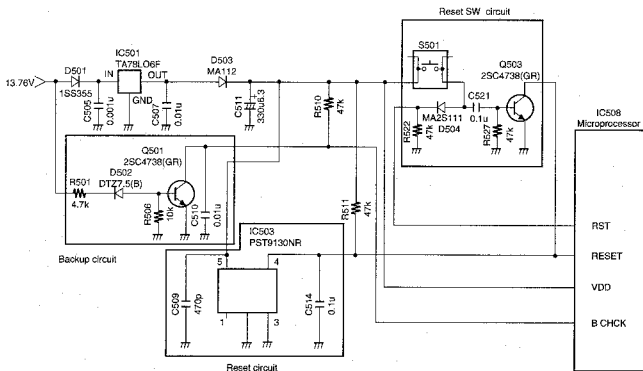 Reset SW circuit
S501
Q503
2SC4738(GR)
IC501
TA78LO6F
D501
1SS355
IN
OUT
GND
D503
MA112
13.76V
C505
0.001u
C507
0.01u
C511
330u6.3
R510
47k
C521
0.1u
MA2S111
D504
R522
47k
R527
47k
IC508
Microprocessor
Q501
2SC4738(GR)
D502
DTZ7.5(B)
R501
4.7k
R506
10k
C510
0.01u
Backup circuit
R511
47k
IC503
PST9130NR
5
4
1
3
C509
470p
C514
0.1u
Reset circuit
RST
RESET
VDD
B CHCK